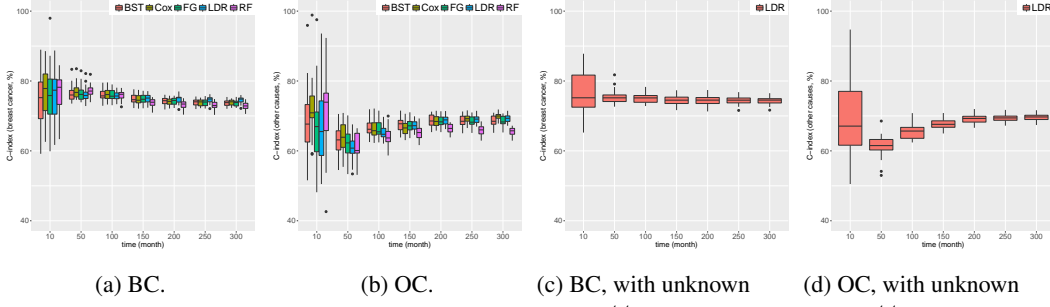 BST Cox FG LDR RF
C-index (breast cancer, %)
80
60
40
10 50 100 150 200 250 300
time (month)
(a) BC.
BST Cox FG LDR RF
C-index (other causes, %)
80
60
40
10 50 100 150 200 250 300
time (month)
(b) OC.
LDR
C-index (breast cancer, %)
80
60
40
10 50 100 150 200 250 300
time (month)
(c) BC, with unknown
LDR
C-index (other causes, %)
80
60
40
10 50 100 150 200 250 300
time (month)
(d) OC, with unknown